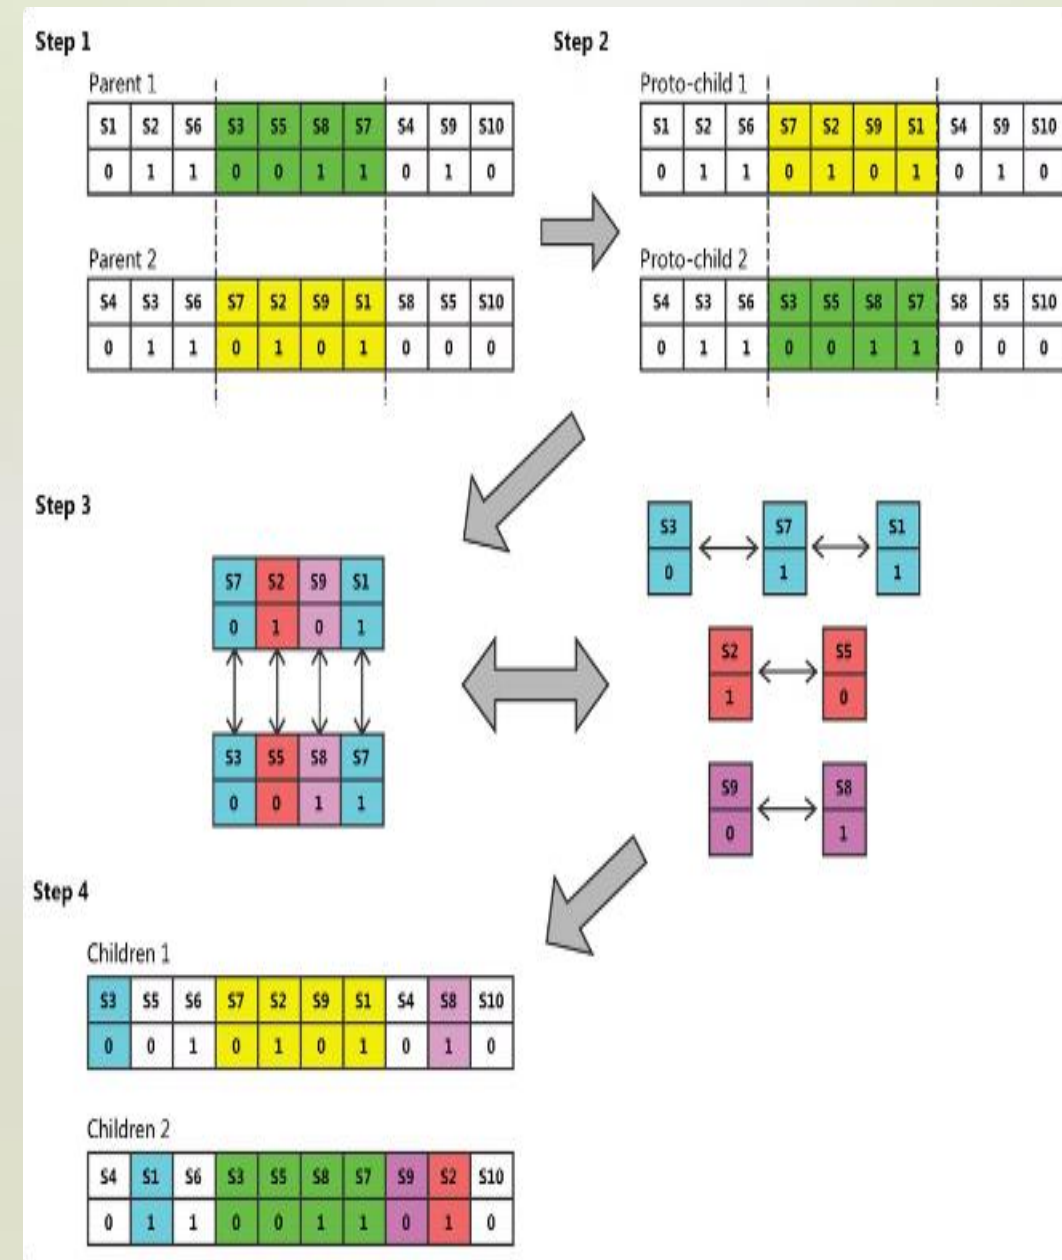 Step 1
Parent 1
S1 S2 S6 S3 S5 S8 S7 S4 S9 S10
0 1 1 0 0 1 1 0 1 0
Parent 2
S4 S3 S6 S7 S2 S9 S1 S8 S5 S10
0 1 1 0 1 0 1 0 0 0
Step 2
Proto-child 1
S1 S2 S6 S7 S2 S9 S1 S4 S9 S10
0 1 1 0 1 0 1 0 1 0
Proto-child 2
S4 S3 S6 S3 S5 S8 S7 S8 S5 S10
0 1 1 0 0 1 1 0 0 0
Step 3
S7 S2 S9 S1
0 1 0 1
S3 S5 S8 S7
0 0 1 1
S3 S7 S1
0 1 1
S2 S5
1 0
S9 S8
0 1
Step 4
Children 1
S3 S5 S6 S7 S2 S9 S1 S4 S8 S10
0 0 1 0 1 0 1 0 1 0
Children 2
S4 S1 S6 S3 S5 S8 S7 S9 S2 S10
0 1 1 0 0 1 1 0 1 0